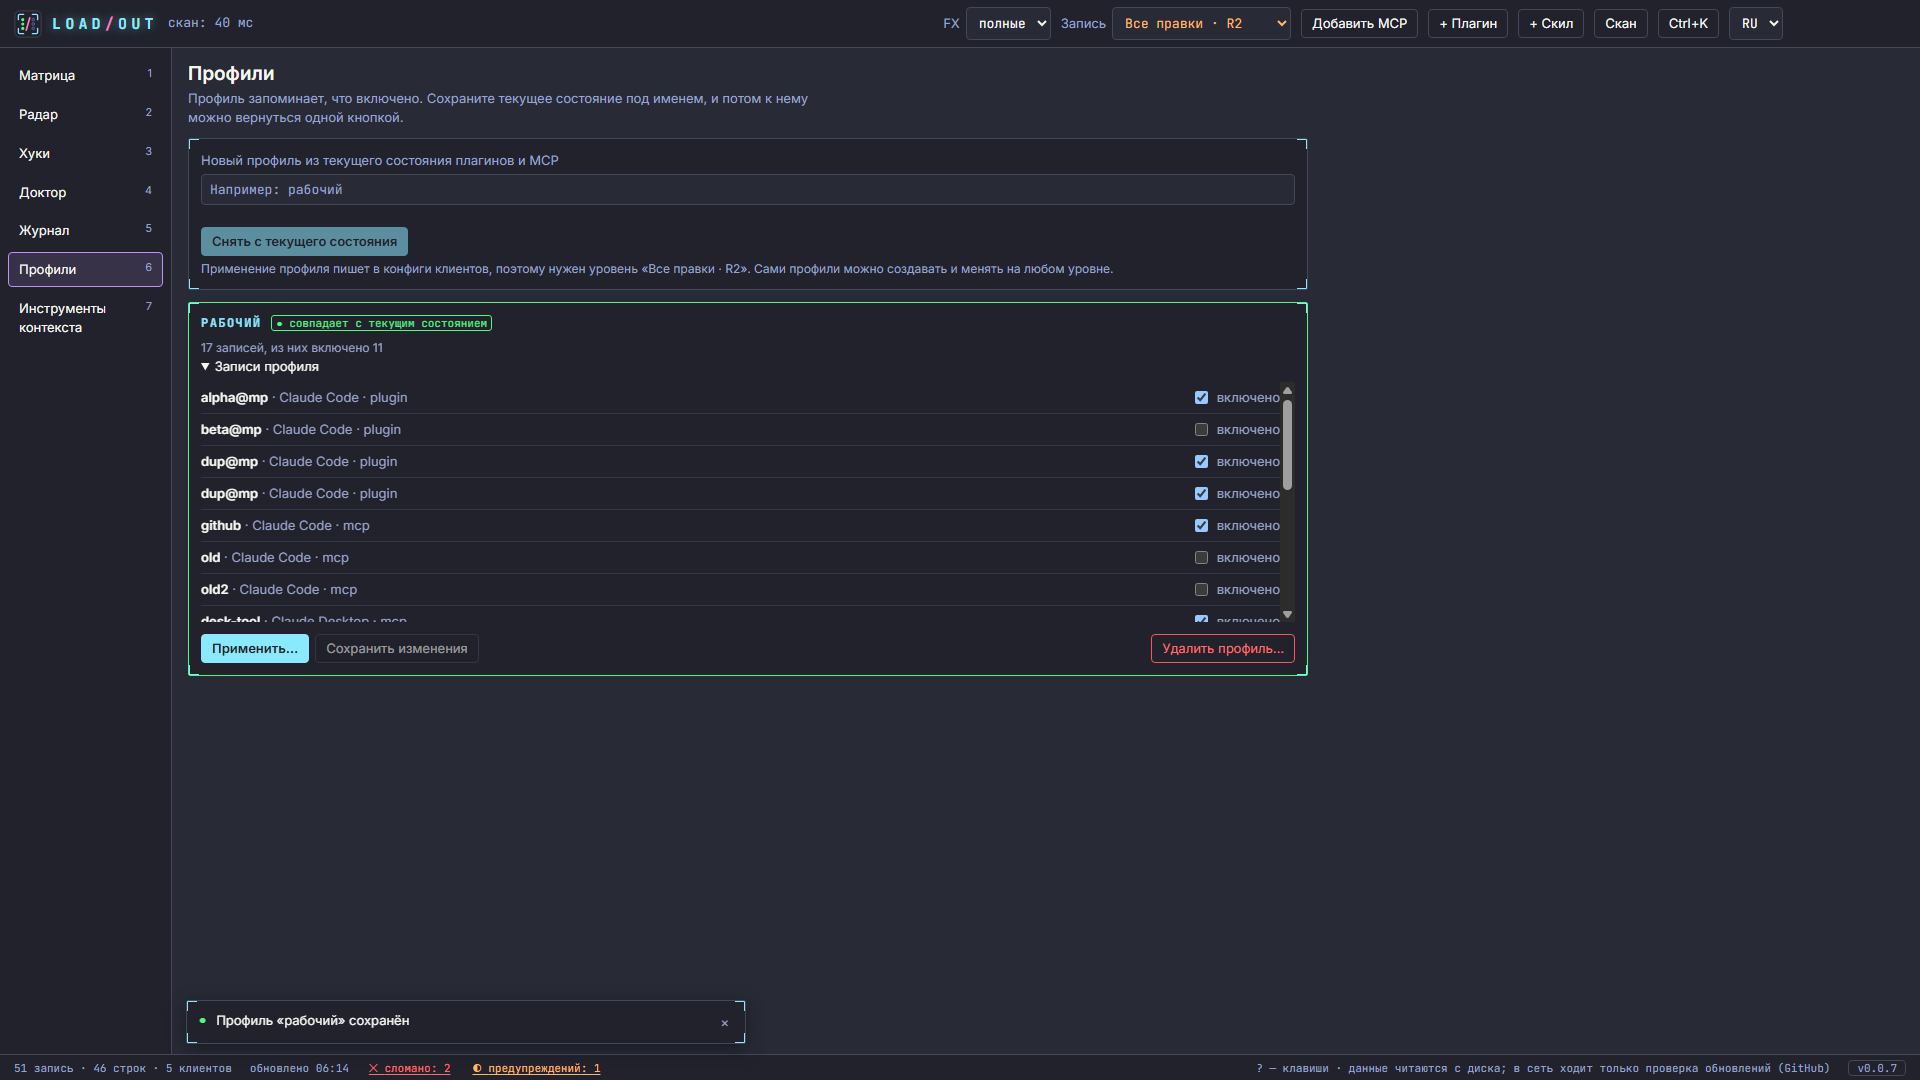 LOAD/OUT скан: 40 мс
FX полные Запись Все правки · R2 Добавить MCP + Плагин + Скил Скан Ctrl+K RU
Матрица 1
Радар 2
Хуки 3
Доктор 4
Журнал 5
Профили 6
Инструменты контекста 7
Профили
Профиль запоминает, что включено. Сохраните текущее состояние под именем, и потом к нему
можно вернуться одной кнопкой.
Новый профиль из текущего состояния плагинов и MCP
Например: рабочий
Снять с текущего состояния
Применение профиля пишет в конфиги клиентов, поэтому нужен уровень «Все правки · R2». Сами профили можно создавать и менять на любом уровне.
РАБОЧИЙ ● совпадает с текущим состоянием
17 записей, из них включено 11
▼ Записи профиля
alpha@mp · Claude Code · plugin включено
beta@mp · Claude Code · plugin включено
dup@mp · Claude Code · plugin включено
dup@mp · Claude Code · plugin включено
github · Claude Code · mcp включено
old · Claude Code · mcp включено
old2 · Claude Code · mcp включено
desk-tool · Claude Desktop · mcp включено
Применить... Сохранить изменения Удалить профиль...
● Профиль «рабочий» сохранён ×
51 запись · 46 строк · 5 клиентов обновлено 06:14 × сломано: 2 ◐ предупреждений: 1
? — клавиши · данные читаются с диска; в сеть ходит только проверка обновлений (GitHub) v0.0.7